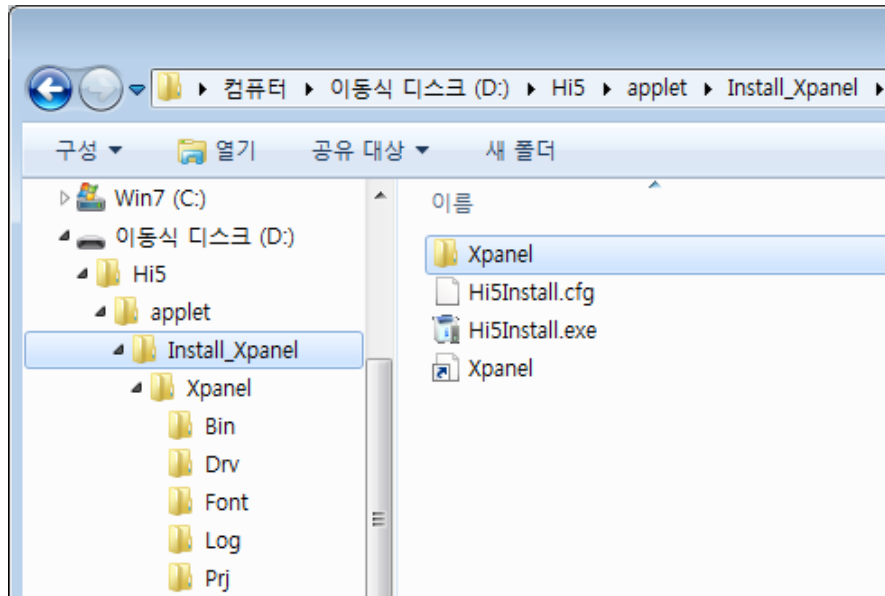 컴퓨터 이동식 디스크 (D:) Hi5 applet Install_Xpanel
구성 열기 공유 대상 새 폴더
Win7 (C:)
이동식 디스크 (D:)
Hi5
applet
Install_Xpanel
Xpanel
Bin
Drv
Font
Log
Prj
이름
Xpanel
Hi5Install.cfg
Hi5Install.exe
Xpanel